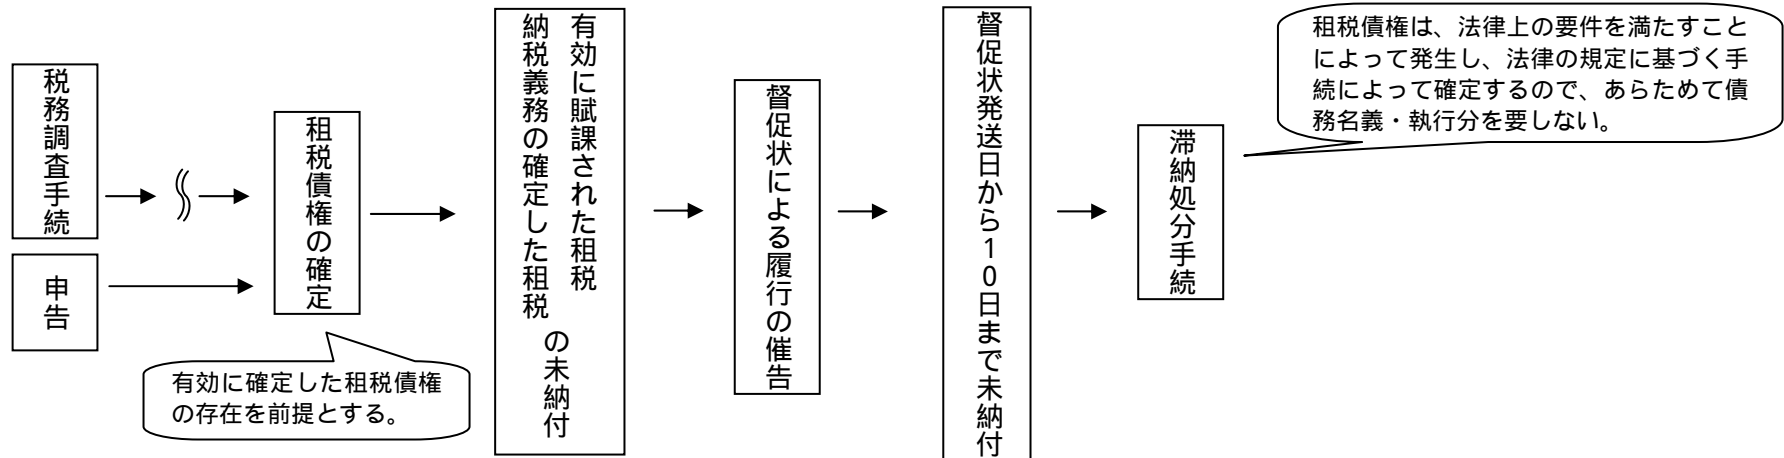 税務調査手続
申告
租税債権の確定
有効に確定した租税債権
の存在を前提とする。
有効に賦課された租税
納税義務の確定した租税
の未納付
督促状による履行の催告
督促状発送日から10日まで未納付
滞納処分手続
租税債権は、法律上の要件を満たすこと
によって発生し、法律の規定に基づく手
続によって確定するので、あらためて債
務名義・執行分を要しない。